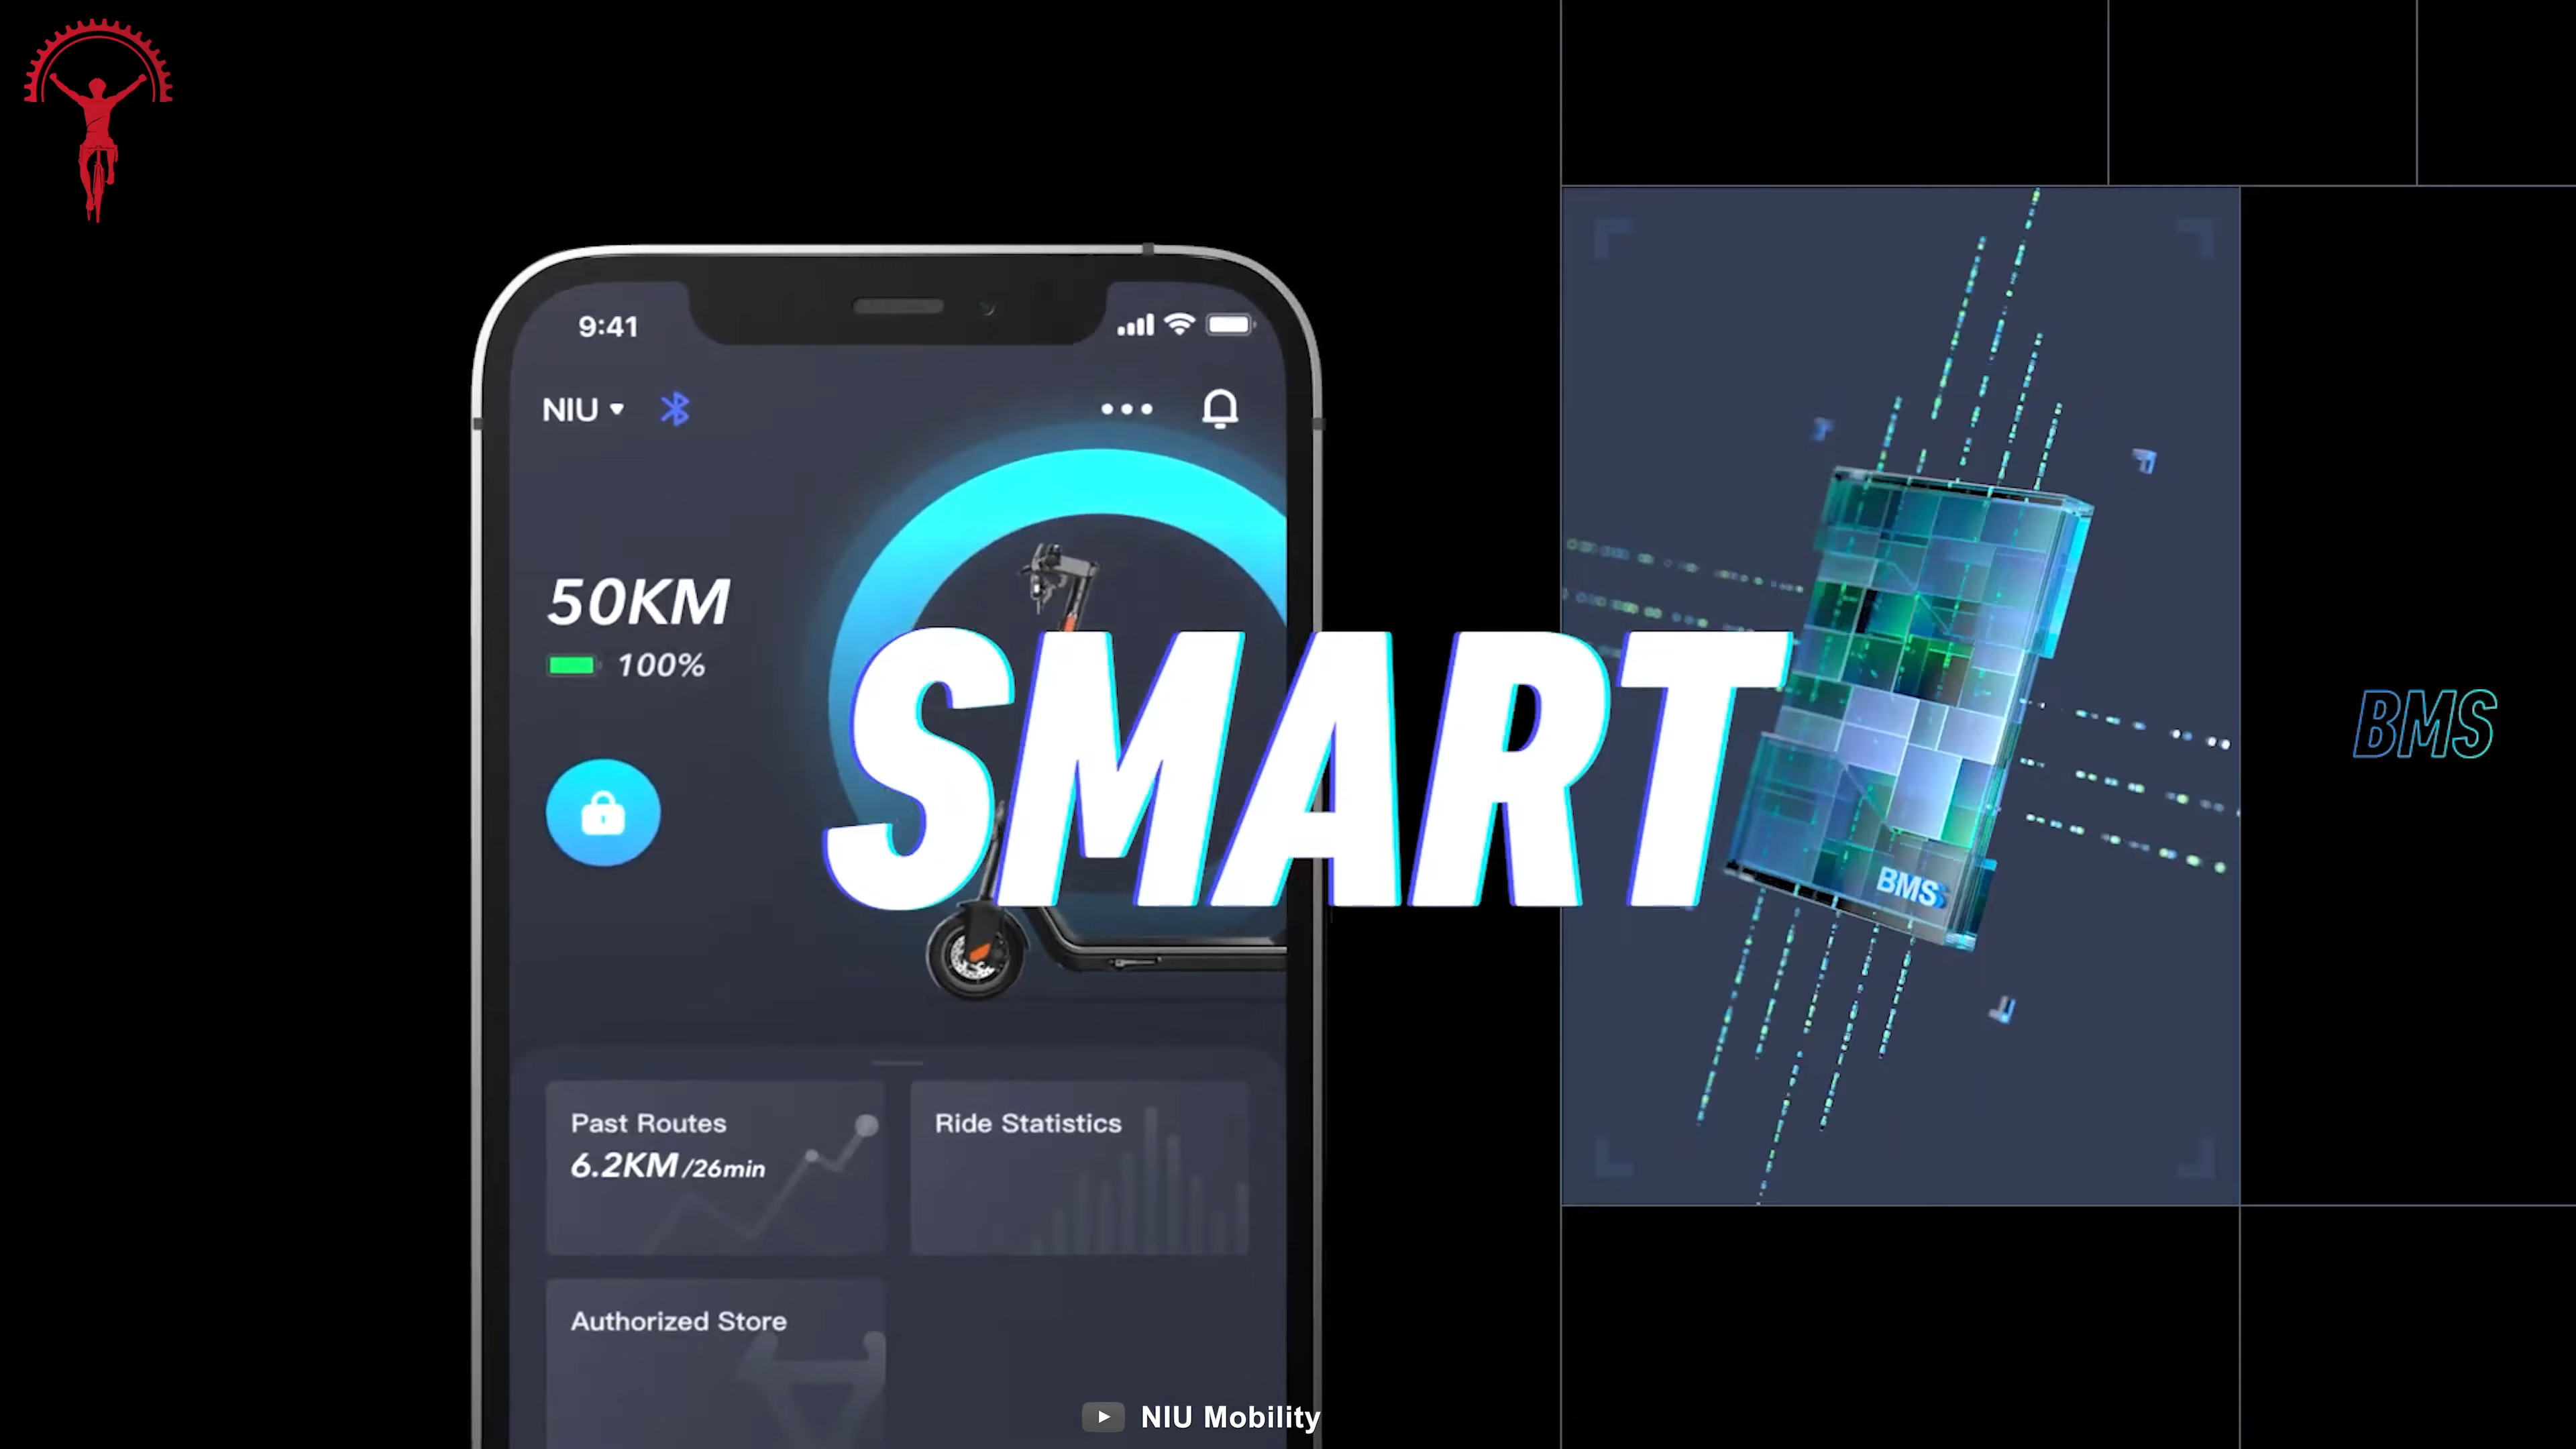 9:41
NIU
50KM
100%
SMART
BMS
BMS
Past Routes
6.2KM/26min
Ride Statistics
Authorized Store
NIU Mobility